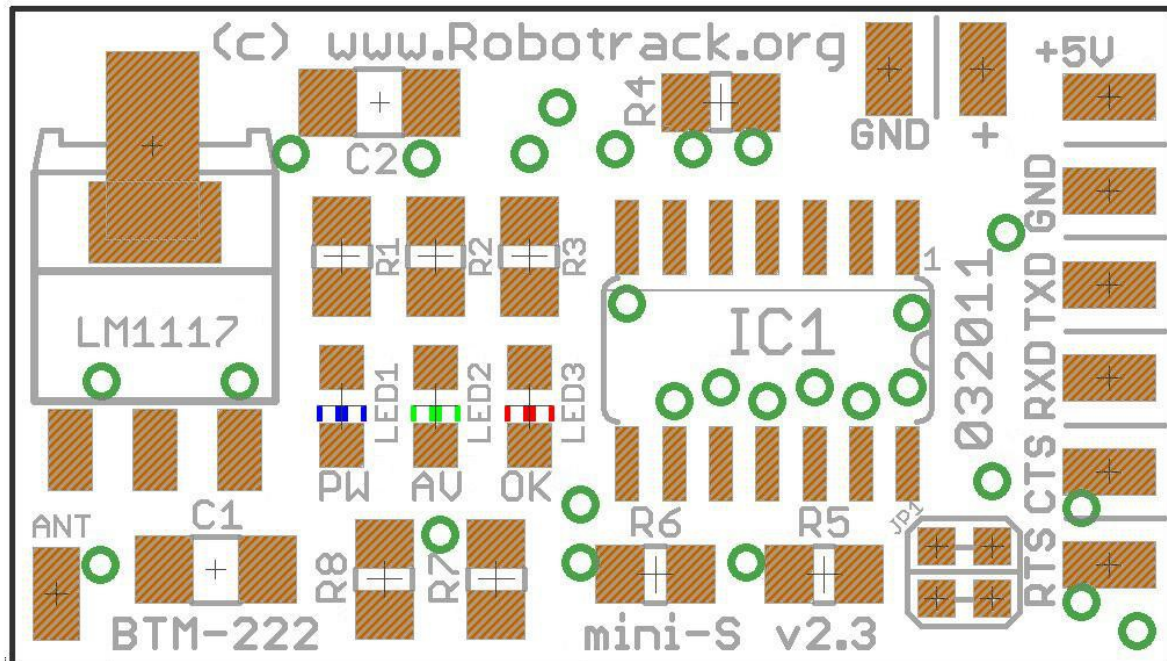 (c) www.Robotrack.org
+5V
R4
C2
GND
+
GND
R1
R2
R3
1
TXD
LM1117
IC1
032011
RXD
LED1
LED2
LED3
PW
AV
OK
CTS
ANT
C1
R6
R5
JP1
R8
R7
RTS
BTM-222
mini-S v2.3